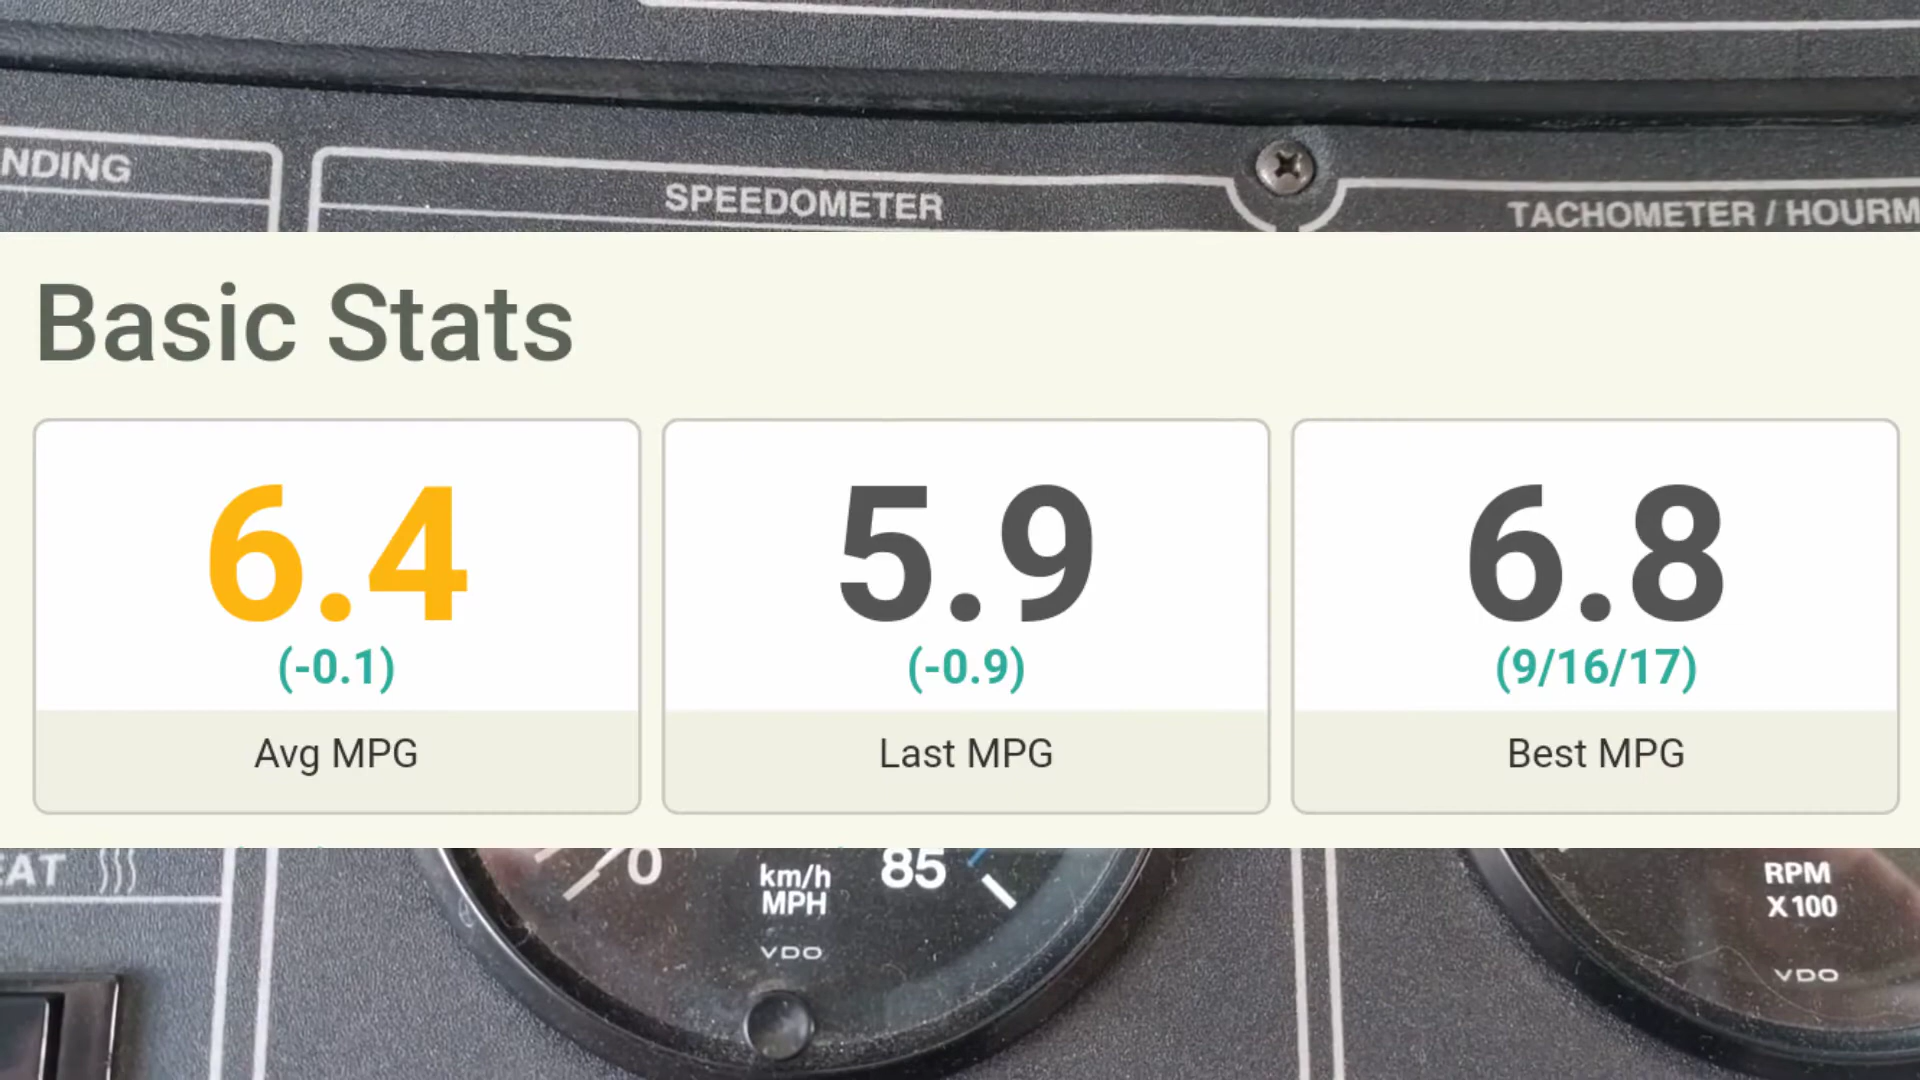 NDING
SPEEDOMETER
TACHOMETER / HOURM
Basic Stats
6.4
5.9
6.8
(-0.1)
(-0.9)
(9/16/17)
Avg MPG
Last MPG
Best MPG
EAT
0
km/h
MPH
85
VDO
RPM
X 100
VDO